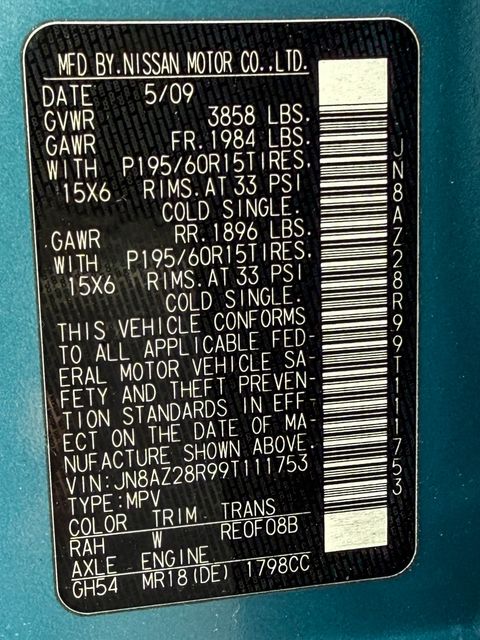 MFD BY.NISSAN MOTOR CO.,LTD.
DATE 5/09
GVWR 3858 LBS.
GAWR FR.1984 LBS.
WITH P195/60R15TIRES,
15X6 RIMS.AT 33 PSI
COLD SINGLE.
GAWR RR.1896 LBS.
WITH P195/60R15TIRES,
15X6 RIMS.AT 33 PSI
COLD SINGLE.
THIS VEHICLE CONFORMS
TO ALL APPLICABLE FED-
ERAL MOTOR VEHICLE SA-
FETY AND THEFT PREVEN-
TION STANDARDS IN EFF-
ECT ON THE DATE OF MA-
NUFACTURE SHOWN ABOVE.
VIN:JN8AZ28R99T111753
TYPE:MPV
COLOR TRIM TRANS
RAH W RE0F08B
AXLE ENGINE
GH54 MR18(DE) 1798CC
JN8AZ28R99T111753